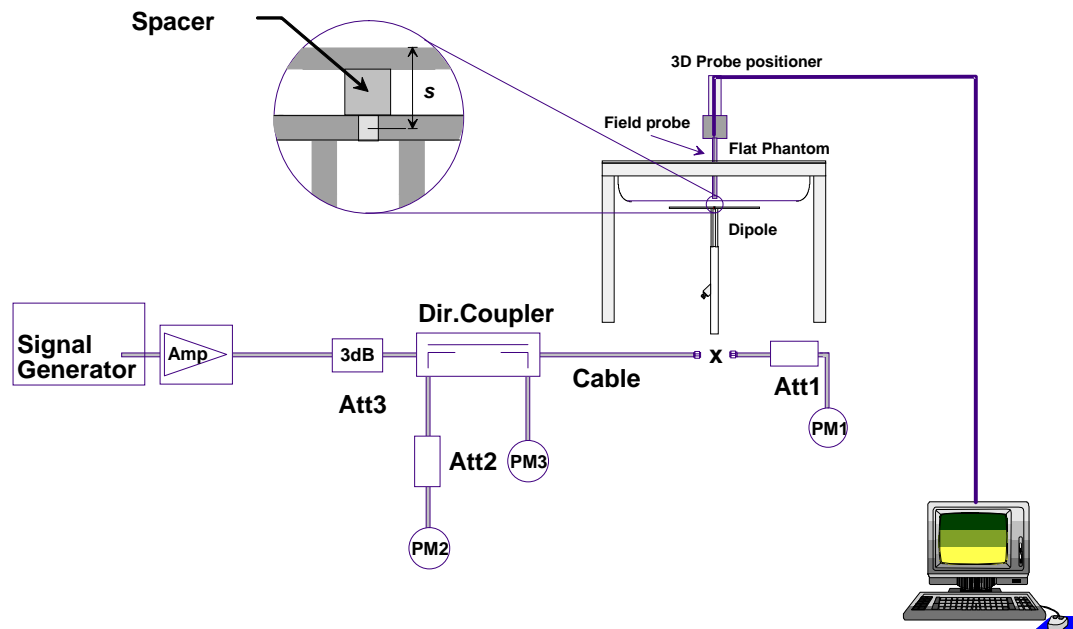 Spacer
s
3D Probe positioner
Field probe
Flat Phantom
Dipole
Signal
Generator
Amp
3dB
Att3
Dir.Coupler
Cable
x
Att1
PM1
Att2
PM3
PM2